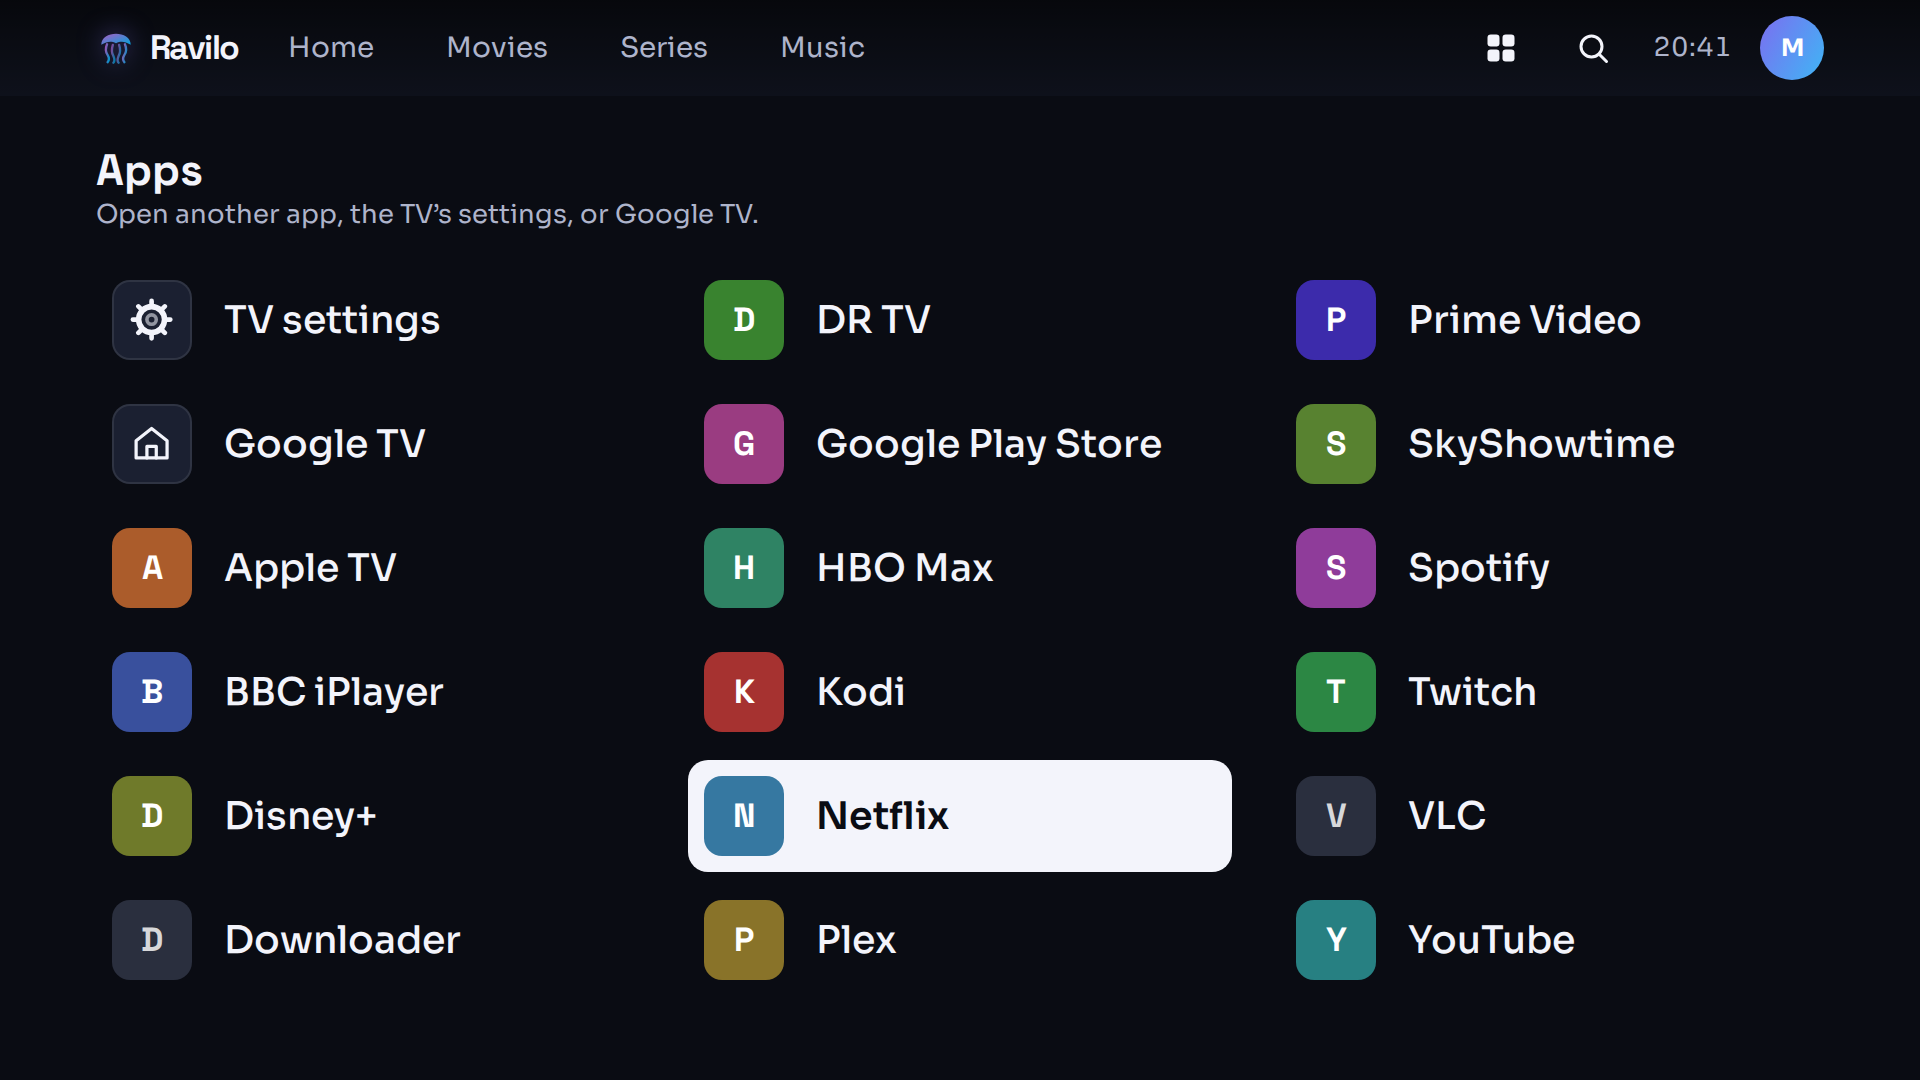 Ravilo Home Movies Series Music 20:41 M
Apps
Open another app, the TV’s settings, or Google TV.
TV settings
Google TV
A Apple TV
B BBC iPlayer
D Disney+
D Downloader
D DR TV
G Google Play Store
H HBO Max
K Kodi
N Netflix
P Plex
P Prime Video
S SkyShowtime
S Spotify
T Twitch
V VLC
Y YouTube